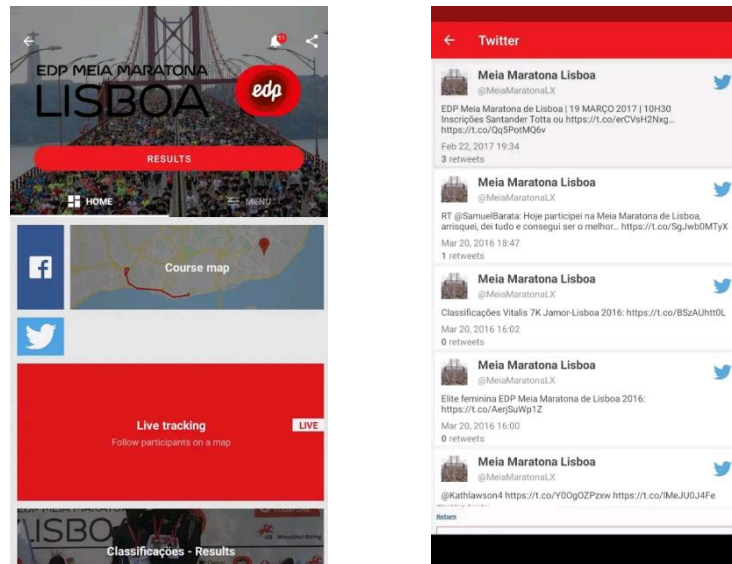 11
EDP MEIA MARATONA
LISBOA
edp
RESULTS
HOME
MENU
Course map
Live tracking
LIVE
Follow participants on a map
LISBO
Classificações - Results
Twitter
Meia Maratona Lisboa
@MeiaMaratonaLX
EDP Meia Maratona de Lisboa | 19 MARÇO 2017 | 10H30
Inscrições Santander Totta ou https://t.co/erCVsH2Nxg...
https://t.co/Qq5PotMQ6v
Feb 22, 2017 19:34
3 retweets
Meia Maratona Lisboa
@MeiaMaratonaLX
RT @SamuelBarata: Hoje participei na Meia Maratona de Lisboa,
arrisquei, dei tudo e consegui ser o melhor... https://t.co/SgJwb0MTyX
Mar 20, 2016 18:47
1 retweets
Meia Maratona Lisboa
@MeiaMaratonaLX
Classificações Vitalis 7K Jamor-Lisboa 2016: https://t.co/BSzAUhtt0L
Mar 20, 2016 16:02
0 retweets
Meia Maratona Lisboa
@MeiaMaratonaLX
Elite feminina EDP Meia Maratona de Lisboa 2016:
https://t.co/AerjSuWp1Z
Mar 20, 2016 16:00
0 retweets
Meia Maratona Lisboa
@MeiaMaratonaLX
@Kathlawson4 https://t.co/Y0OgOZPzxw https://t.co/lMeJU0J4Fe
Return